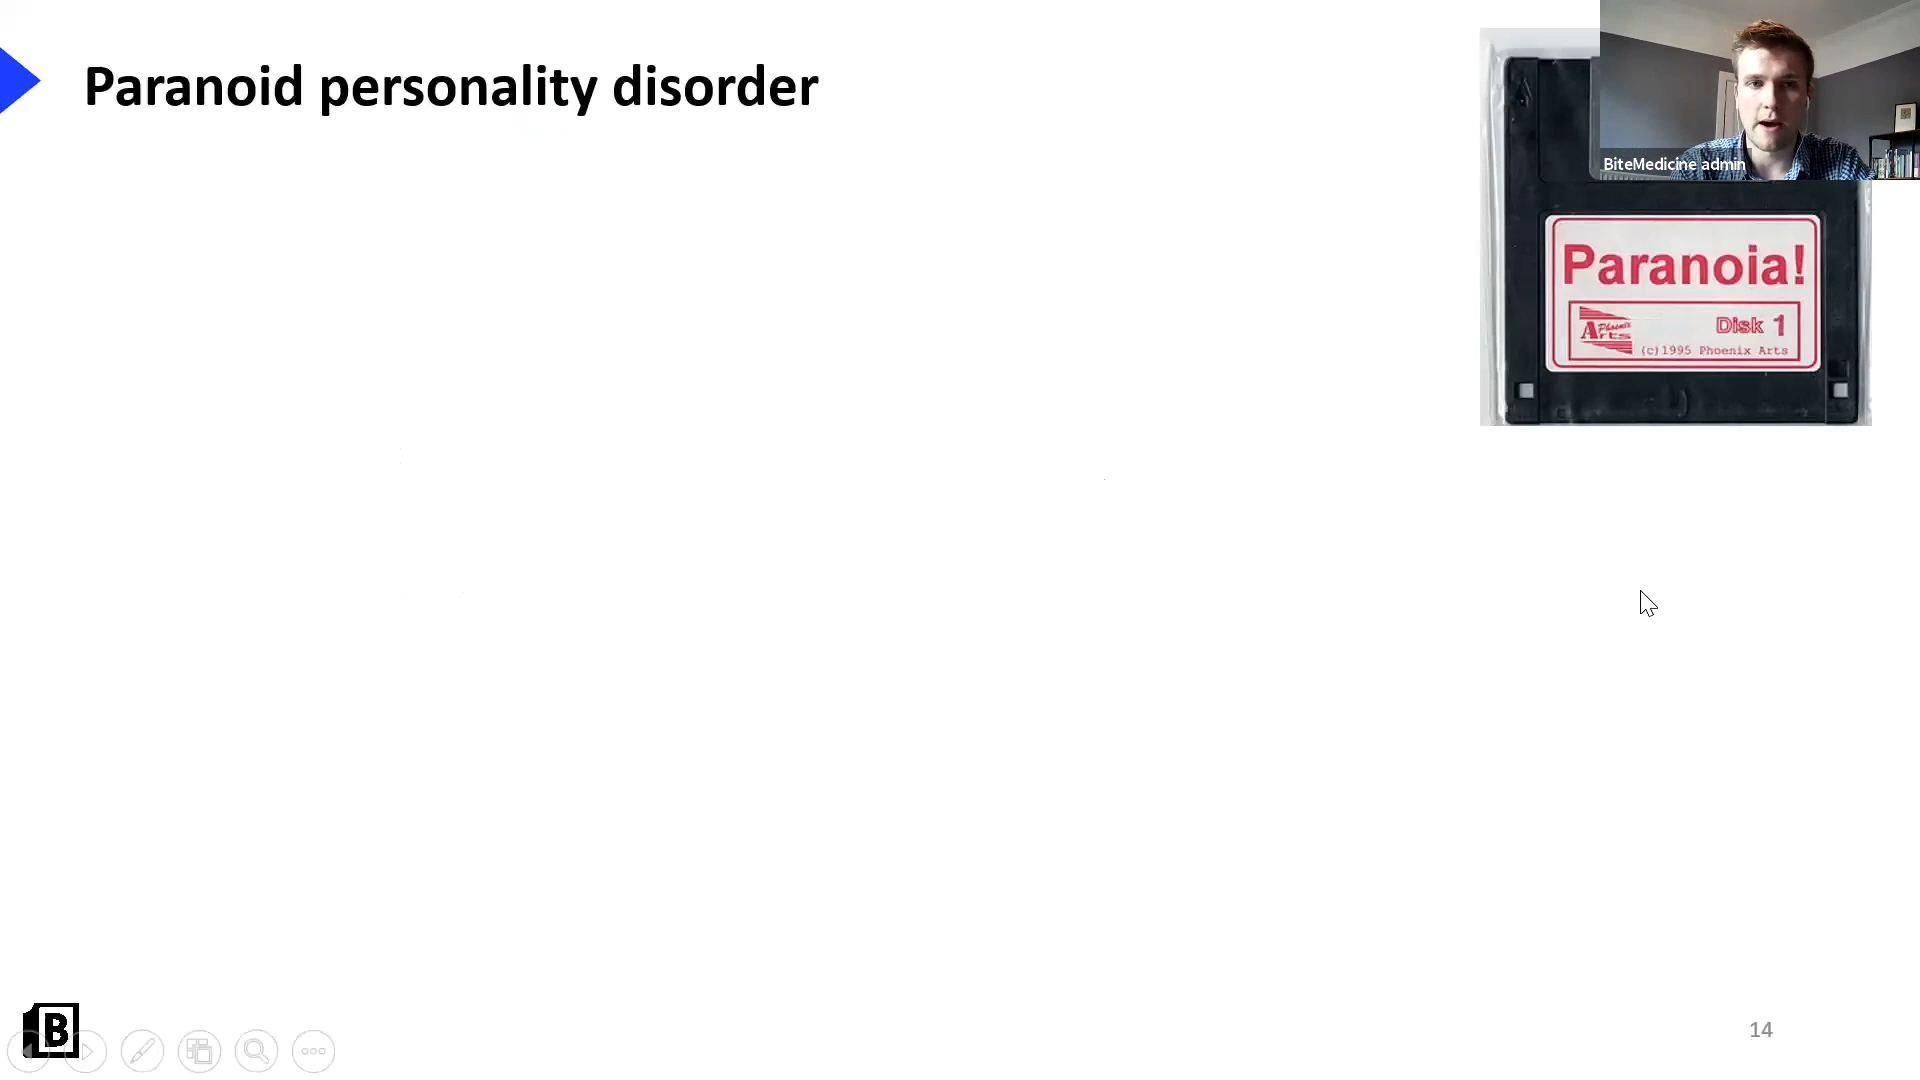 Paranoid personality disorder
BiteMedicine admin
Paranoia!
Phoenix
Arts
Disk 1
(c)1995 Phoenix Arts
B
14